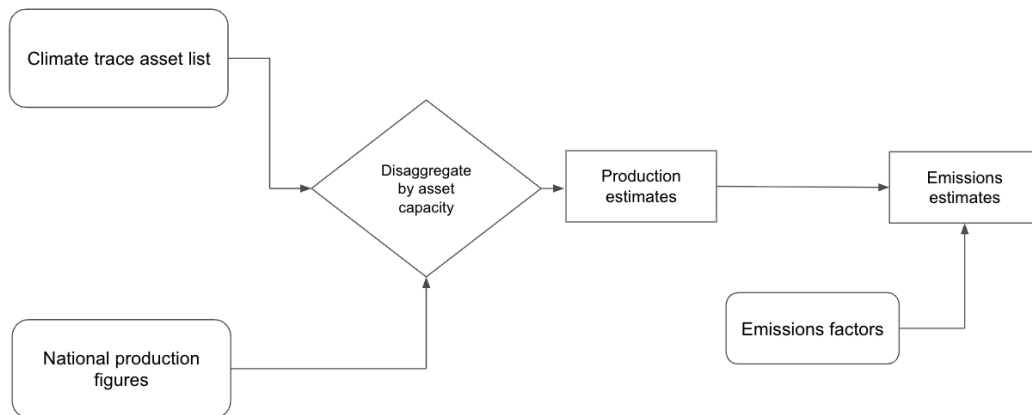 Climate trace asset list
Disaggregate
by asset
capacity
Production
estimates
Emissions
estimates
National production
figures
Emissions factors